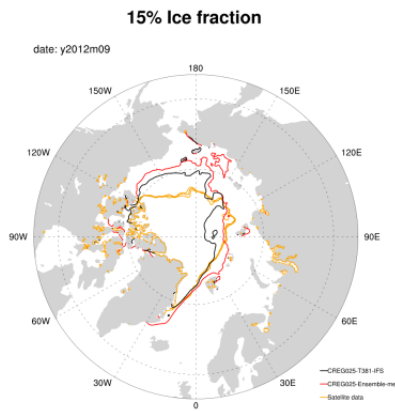 15% Ice fraction
date: y2012m09
180
150W
150E
120W
120E
90W
90E
60W
60E
30W
30E
0
CREG025-T381-IFS
CREG025-Ensemble-me
Satellite data